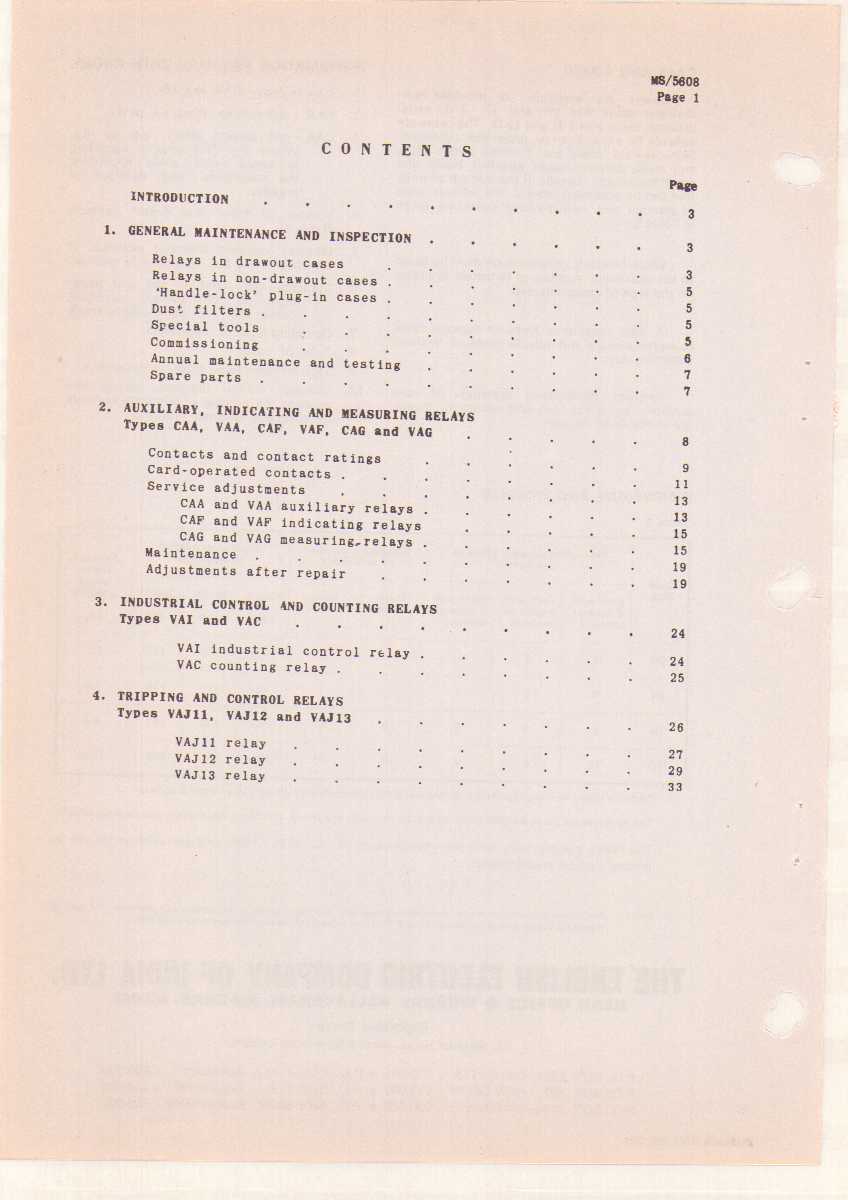 MS/5608
Page 1
CONTENTS
Page
INTRODUCTION . . . . . . . . . . 3
1. GENERAL MAINTENANCE AND INSPECTION . . . . . . 3
Relays in drawout cases . . . . . . . 3
Relays in non-drawout cases . . . . . . . 5
‘Handle-lock’ plug-in cases . . . . . . . 5
Dust filters . . . . . . . . . . 5
Special tools . . . . . . . . . 5
Commissioning . . . . . . . . . 6
Annual maintenance and testing . . . . . . 7
Spare parts . . . . . . . . . . 7
2. AUXILIARY, INDICATING AND MEASURING RELAYS
Types CAA, VAA, CAF, VAF, CAG and VAG . . . . . 8
Contacts and contact ratings . . . . . . 9
Card-operated contacts . . . . . . . . 11
Service adjustments . . . . . . . . 13
CAA and VAA auxiliary relays . . . . . . 13
CAF and VAF indicating relays . . . . . 15
CAG and VAG measuring relays . . . . . . 15
Maintenance . . . . . . . . . . 19
Adjustments after repair . . . . . . . 19
3. INDUSTRIAL CONTROL AND COUNTING RELAYS
Types VAI and VAC . . . . . . . . . 24
VAI industrial control relay . . . . . . 24
VAC counting relay . . . . . . . . 25
4. TRIPPING AND CONTROL RELAYS
Types VAJ11, VAJ12 and VAJ13 . . . . . . . 26
VAJ11 relay . . . . . . . . . 27
VAJ12 relay . . . . . . . . . 29
VAJ13 relay . . . . . . . . . 33